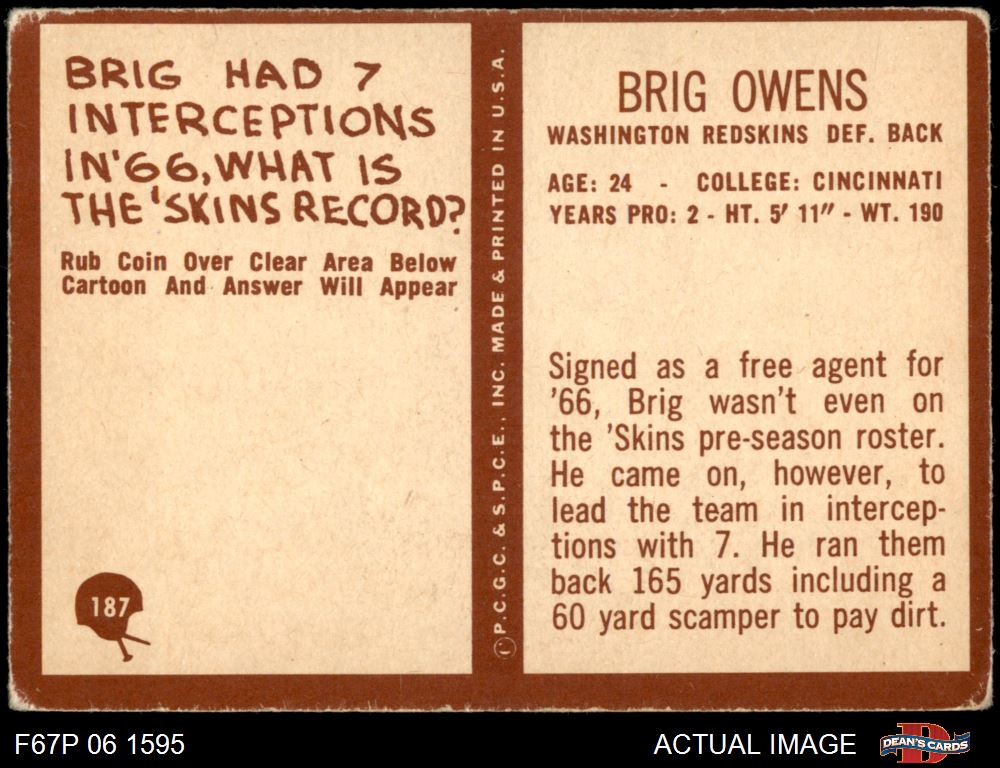 BRIG HAD 7
INTERCEPTIONS
IN '66, WHAT IS
THE 'SKINS RECORD?
Rub Coin Over Clear Area Below
Cartoon And Answer Will Appear
187
©P.C.G.C. & S.P.C.E., INC. MADE & PRINTED IN U.S.A.
BRIG OWENS
WASHINGTON REDSKINS DEF. BACK
AGE: 24 - COLLEGE: CINCINNATI
YEARS PRO: 2 - HT. 5' 11" - WT. 190
Signed as a free agent for
'66, Brig wasn't even on
the 'Skins pre-season roster.
He came on, however, to
lead the team in intercep-
tions with 7. He ran them
back 165 yards including a
60 yard scamper to pay dirt.
F67P 06 1595
ACTUAL IMAGE
DEAN'S CARDS